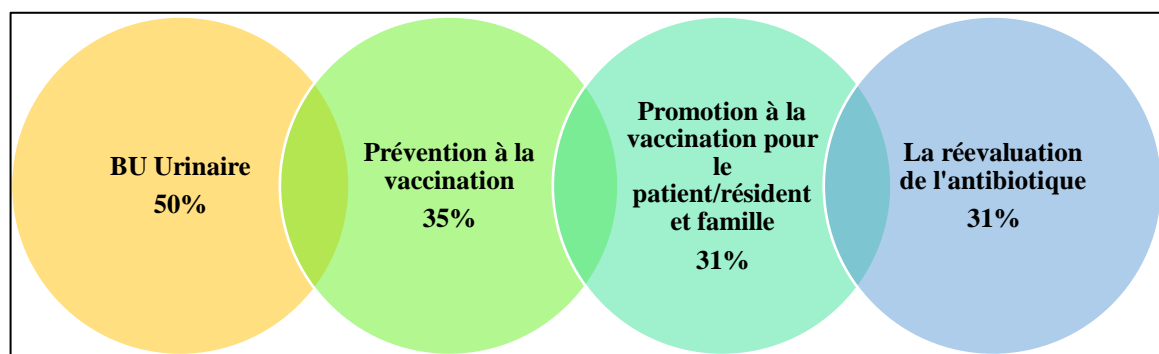 BU Urinaire
50%
Prévention à la
vaccination
35%
Promotion à la
vaccination pour
le
patient/résident
et famille
31%
La réevaluation
de l'antibiotique
31%